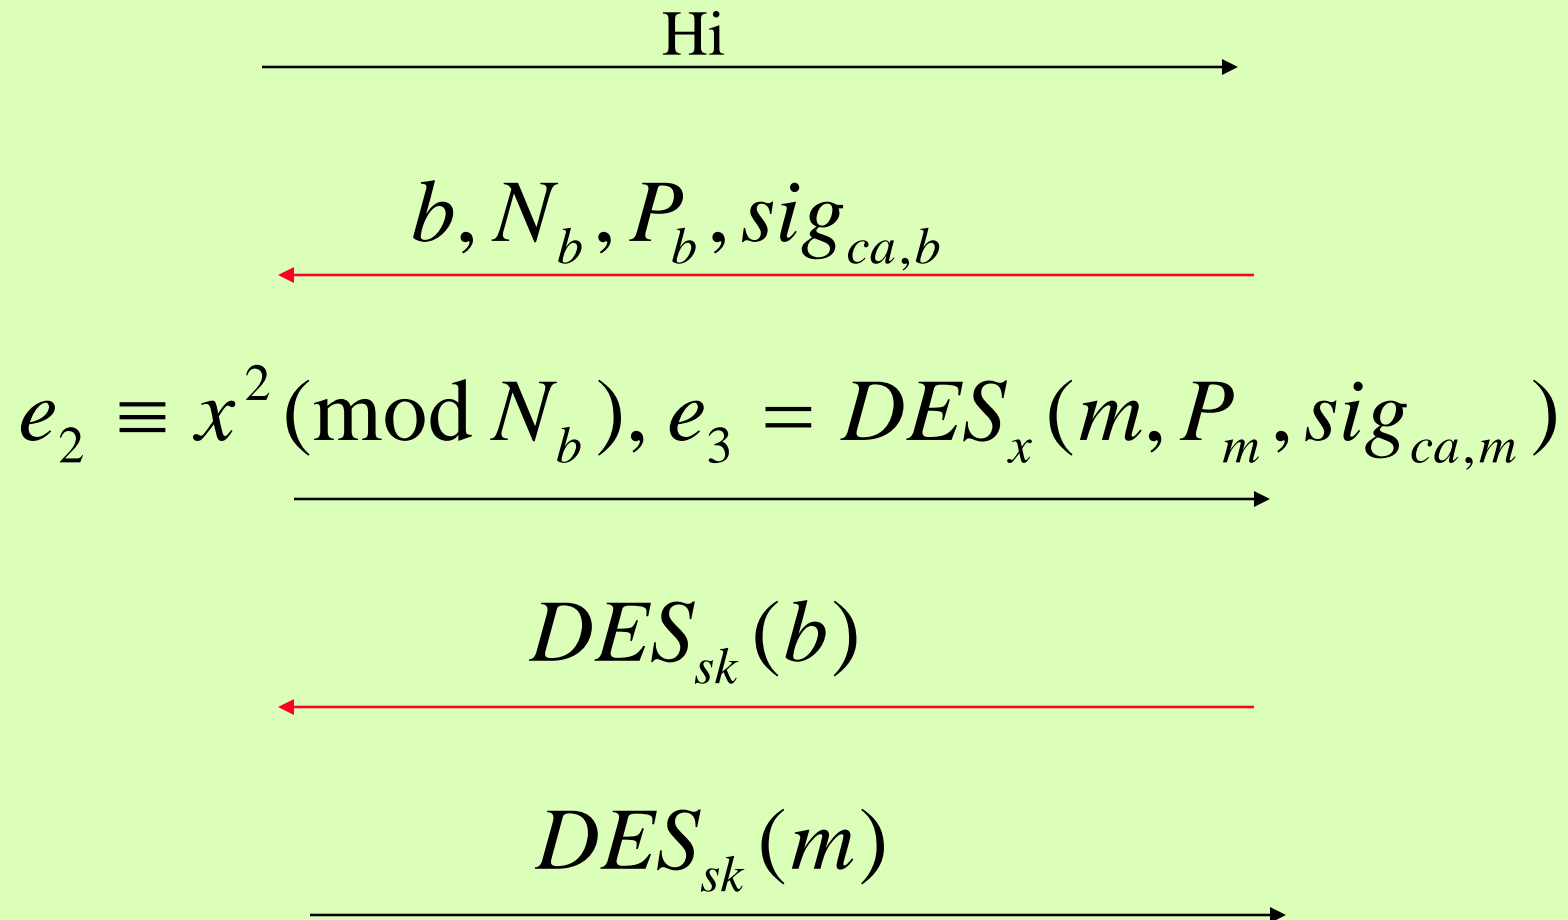 Hi
b, N_b, P_b, sig_{ca,b}
e_2 ≡ x^2 (mod N_b), e_3 = DES_x(m, P_m, sig_{ca,m})
DES_{sk}(b)
DES_{sk}(m)